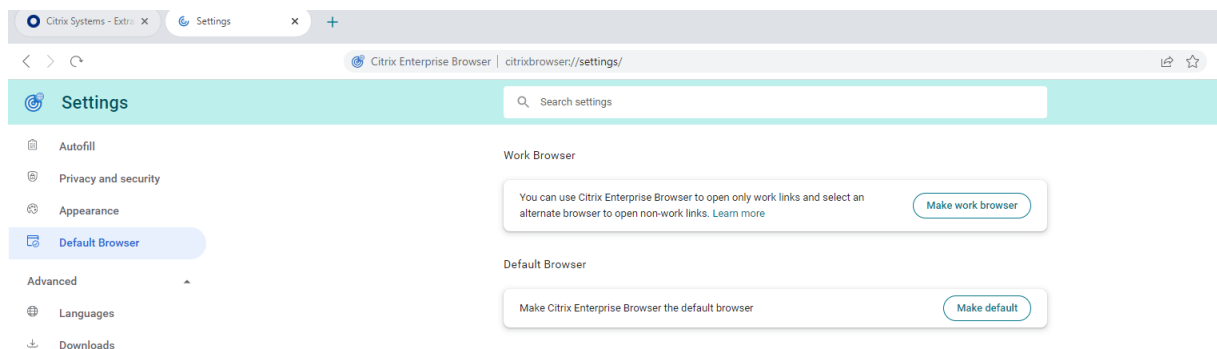 Citrix Systems - Extra
Settings
Citrix Enterprise Browser
citrixbrowser://settings/
Settings
Search settings
Autofill
Privacy and security
Appearance
Default Browser
Advanced
Languages
Downloads
Work Browser
You can use Citrix Enterprise Browser to open only work links and select an
alternate browser to open non-work links. Learn more
Make work browser
Default Browser
Make Citrix Enterprise Browser the default browser
Make default